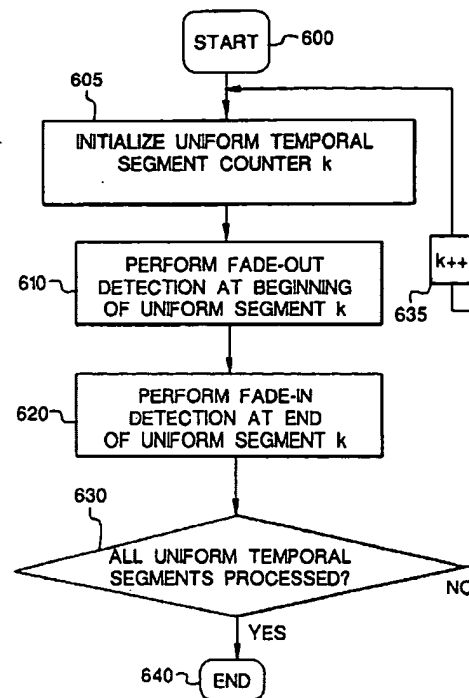 START
600
605
INITIALIZE UNIFORM TEMPORAL
SEGMENT COUNTER k
610
PERFORM FADE-OUT
DETECTION AT BEGINNING
OF UNIFORM SEGMENT k
k++
635
620
PERFORM FADE-IN
DETECTION AT END
OF UNIFORM SEGMENT k
630
ALL UNIFORM TEMPORAL
SEGMENTS PROCESSED?
NO
YES
640
END